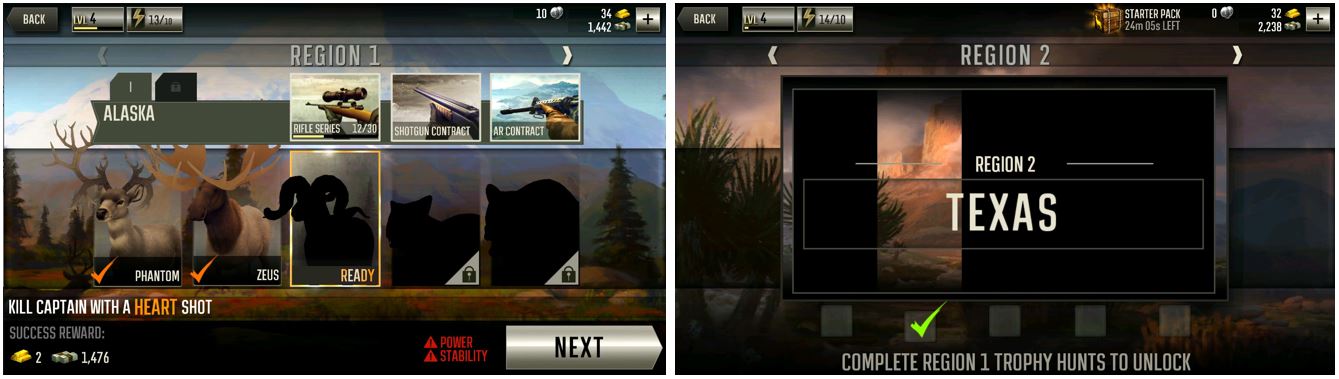 BACK
LVL 4
13/10
10
34
1,442
+
REGION 1
I
ALASKA
RIFLE SERIES 12/30
SHOTGUN CONTRACT
AR CONTRACT
PHANTOM
ZEUS
READY
KILL CAPTAIN WITH A HEART SHOT
SUCCESS REWARD:
2 1,476
POWER
STABILITY
NEXT
BACK
LVL 4
14/10
STARTER PACK
24m 05s LEFT
0
32
2,238
+
REGION 2
REGION 2
TEXAS
COMPLETE REGION 1 TROPHY HUNTS TO UNLOCK